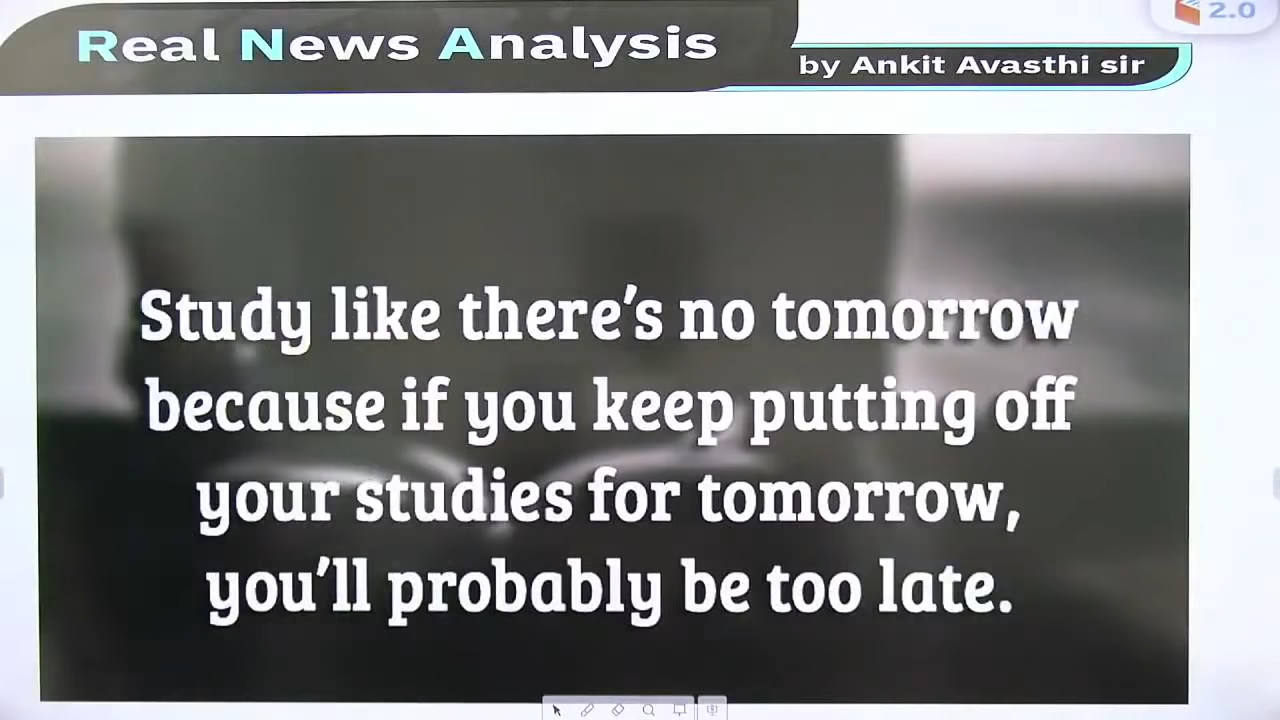 Real News Analysis
by Ankit Avasthi sir
2.0
Study like there's no tomorrow
because if you keep putting off
your studies for tomorrow,
you'll probably be too late.